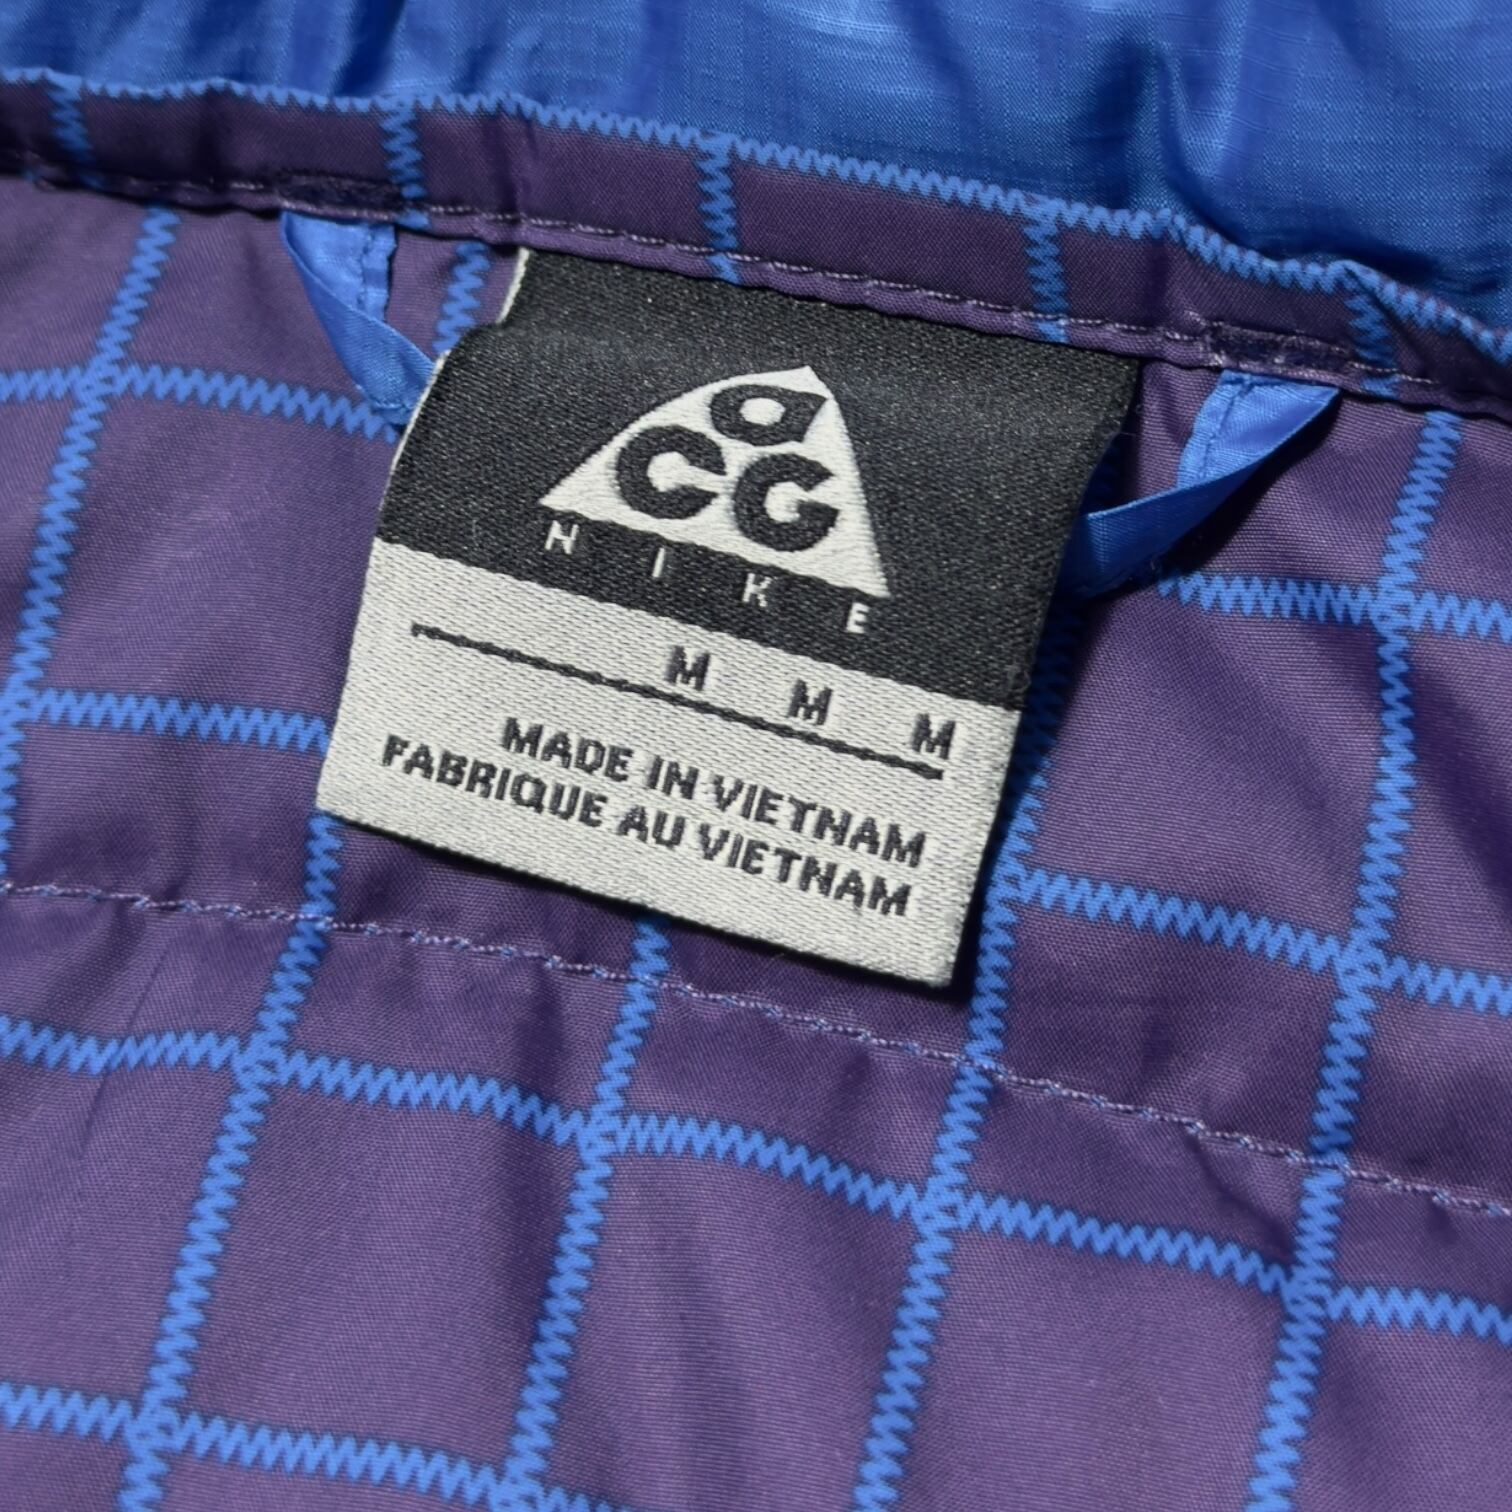 aCG
NIKE
M M M
MADE IN VIETNAM
FABRIQUE AU VIETNAM